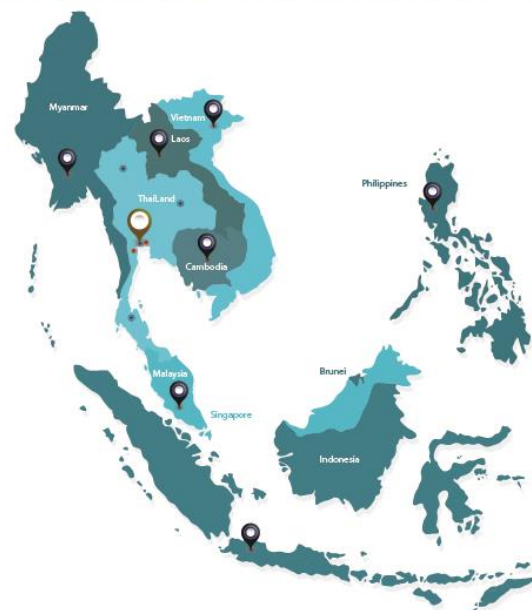 Myanmar
Vietnam
Laos
ThaiLand
Philippines
Cambodia
Malaysia
Singapore
Brunei
Indonesia